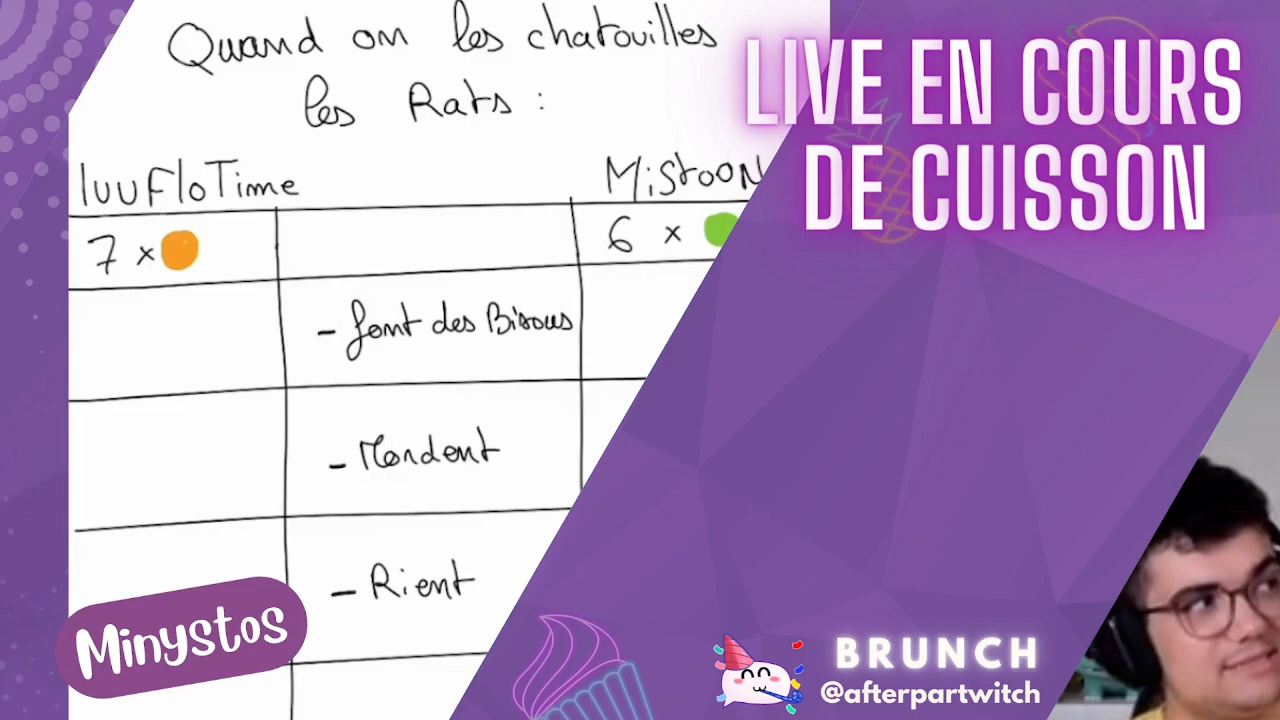 Quand on les chatouilles
les Rats :
LIVE EN COURS
DE CUISSON
luuFloTime
MiStooN
7 x
6 x
- font des Bisous
- Mordent
- Rient
Minystos
BRUNCH
@afterpartwitch